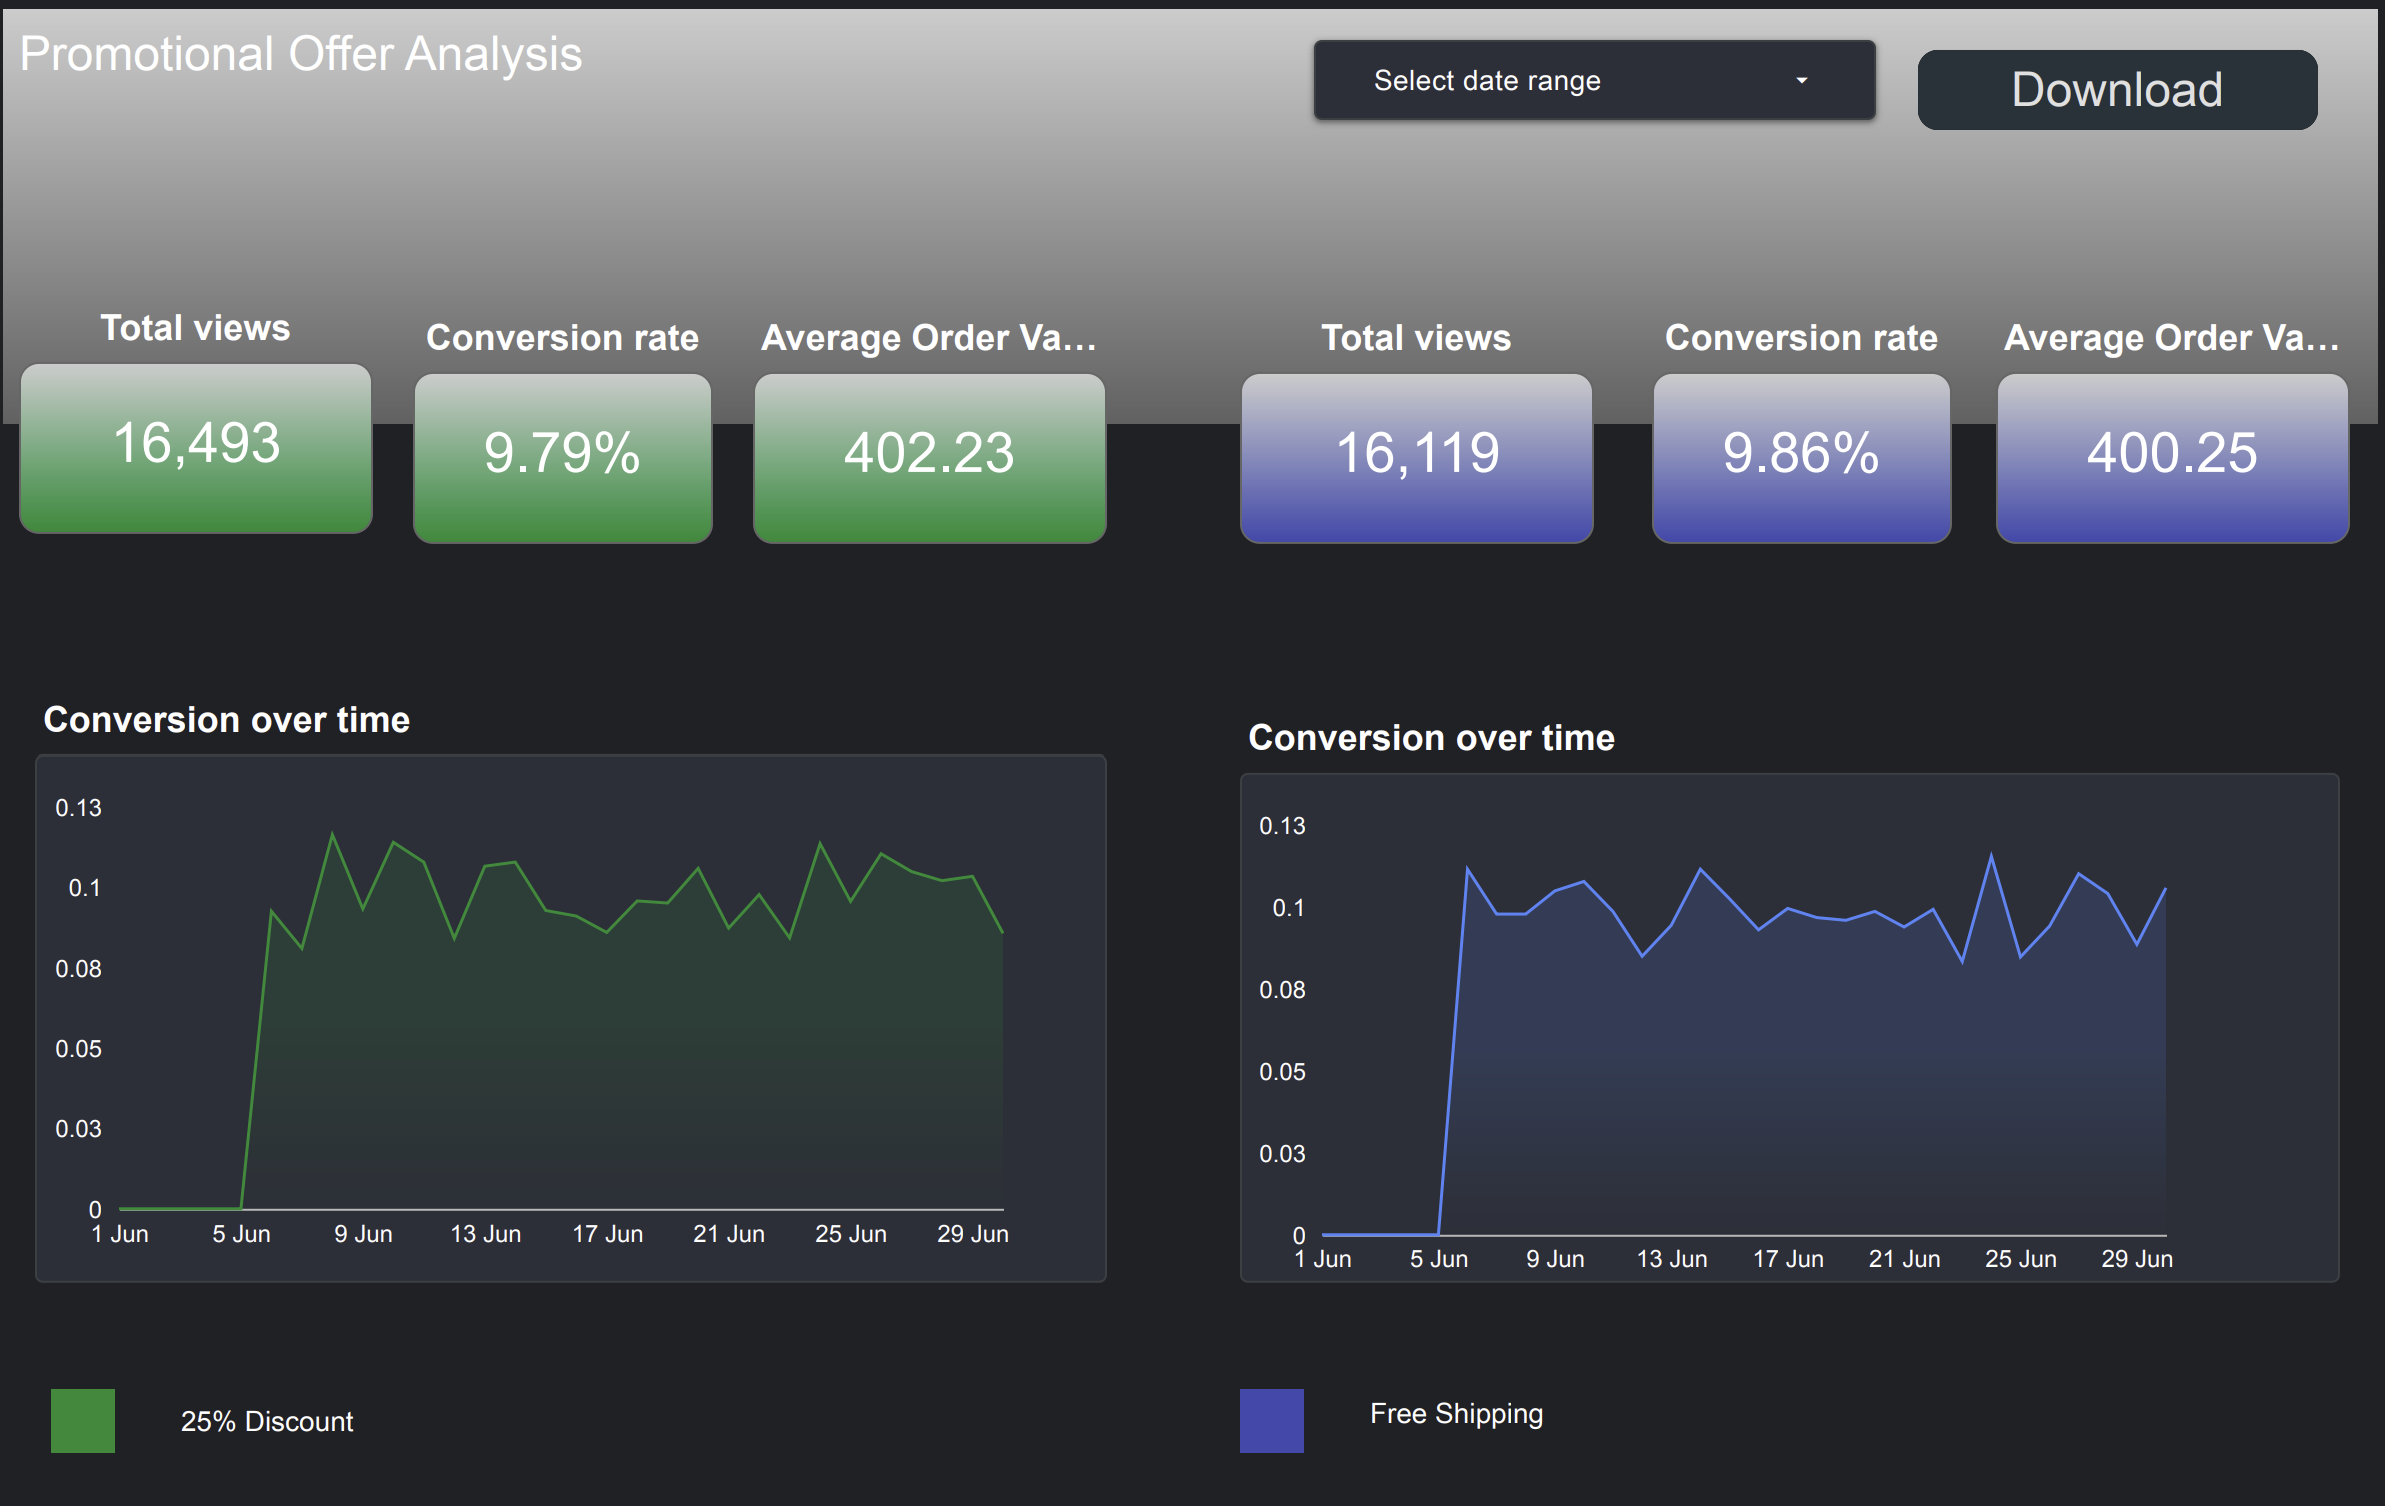 Promotional Offer Analysis
Select date range
Download
Total views
Conversion rate
Average Order Va...
Total views
Conversion rate
Average Order Va...
16,493
9.79%
402.23
16,119
9.86%
400.25
Conversion over time
0.13
0.1
0.08
0.05
0.03
0
1 Jun
5 Jun
9 Jun
13 Jun
17 Jun
21 Jun
25 Jun
29 Jun
Conversion over time
0.13
0.1
0.08
0.05
0.03
0
1 Jun
5 Jun
9 Jun
13 Jun
17 Jun
21 Jun
25 Jun
29 Jun
25% Discount
Free Shipping